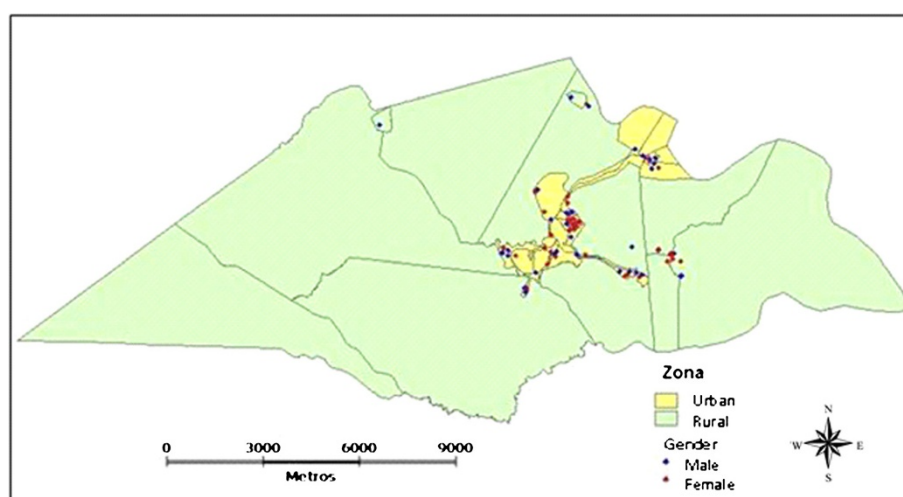 Zona
Urban
Rural
Gender
Male
Female
0 3000 6000 9000
Metros
N
W E
S